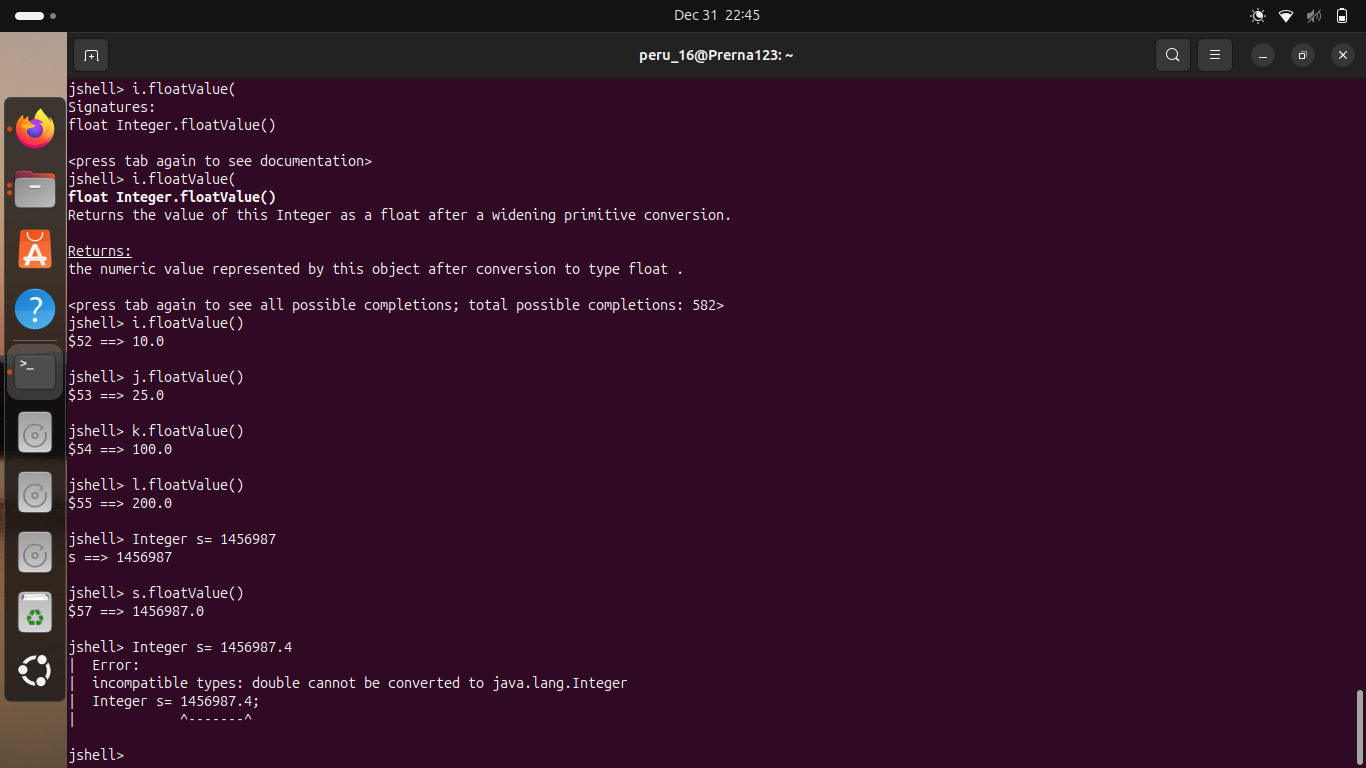 Dec 31 22:45
peru_16@Prerna123: ~
jshell> i.floatValue(
Signatures:
float Integer.floatValue()
<press tab again to see documentation>
jshell> i.floatValue(
float Integer.floatValue()
Returns the value of this Integer as a float after a widening primitive conversion.
Returns:
the numeric value represented by this object after conversion to type float .
<press tab again to see all possible completions; total possible completions: 582>
jshell> i.floatValue()
$52 ==> 10.0
jshell> j.floatValue()
$53 ==> 25.0
jshell> k.floatValue()
$54 ==> 100.0
jshell> l.floatValue()
$55 ==> 200.0
jshell> Integer s= 1456987
s ==> 1456987
jshell> s.floatValue()
$57 ==> 1456987.0
jshell> Integer s= 1456987.4
|  Error:
|  incompatible types: double cannot be converted to java.lang.Integer
|  Integer s= 1456987.4;
|             ^-------^
jshell>